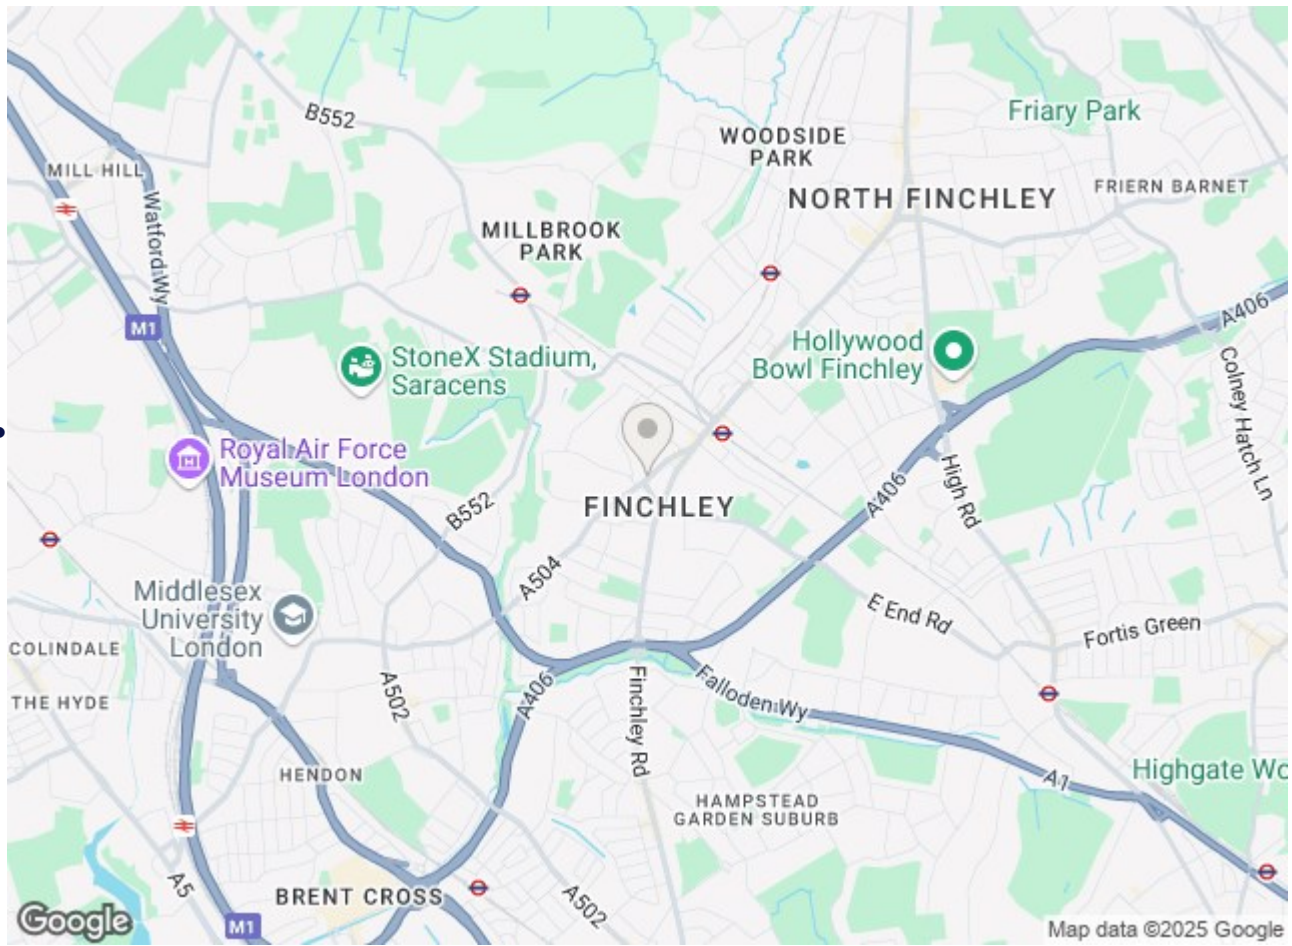 B552
Friary Park
WOODSIDE
PARK
MILL HILL
NORTH FINCHLEY
FRIERN BARNET
Watford Wy
MILLBROOK
PARK
A406
M1
Hollywood
Bowl Finchley
StoneX Stadium,
Saracens
Colney Hatch Ln
Royal Air Force
Museum London
High Rd
A406
FINCHLEY
B552
A504
Middlesex
University
London
E End Rd
Fortis Green
COLINDALE
THE HYDE
A502
A406
Finchley Rd
Falloden Wy
HENDON
A1
Highgate Wo
HAMPSTEAD
GARDEN SUBURB
A5
BRENT CROSS
A502
Google
M1
Map data ©2025 Google